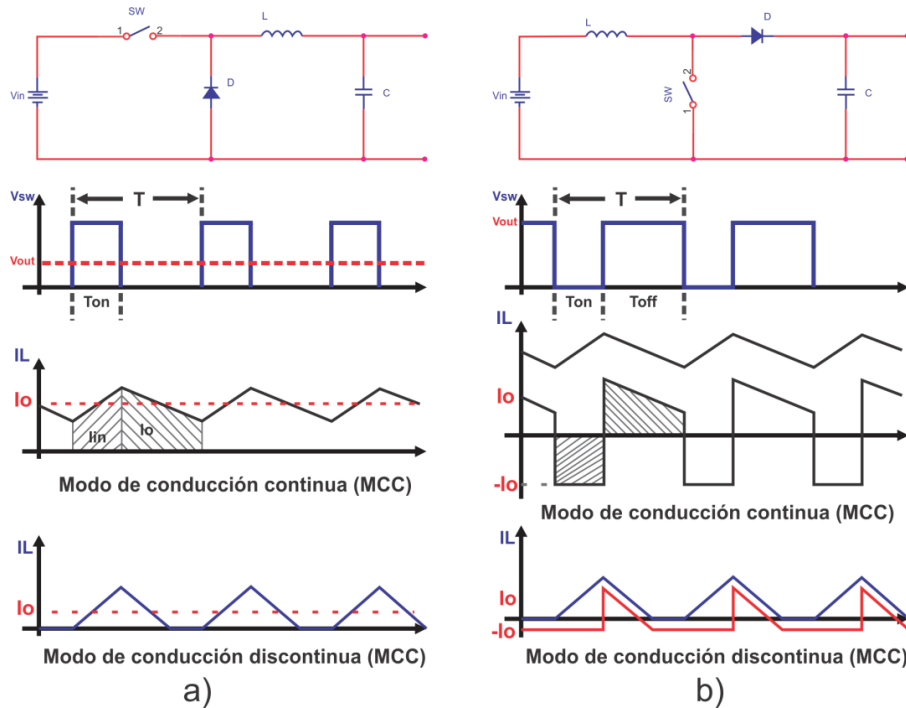 SW
1
2
L
D
Vin
C
L
D
2
SW
1
Vin
C
Vsw
T
Vout
Ton
IL
Io
Iin
Io
Modo de conducción continua (MCC)
IL
Io
Modo de conducción discontinua (MCC)
a)
Vsw
T
Vout
Ton
Toff
IL
Io
-Io
Modo de conducción continua (MCC)
IL
Io
-Io
Modo de conducción discontinua (MCC)
b)